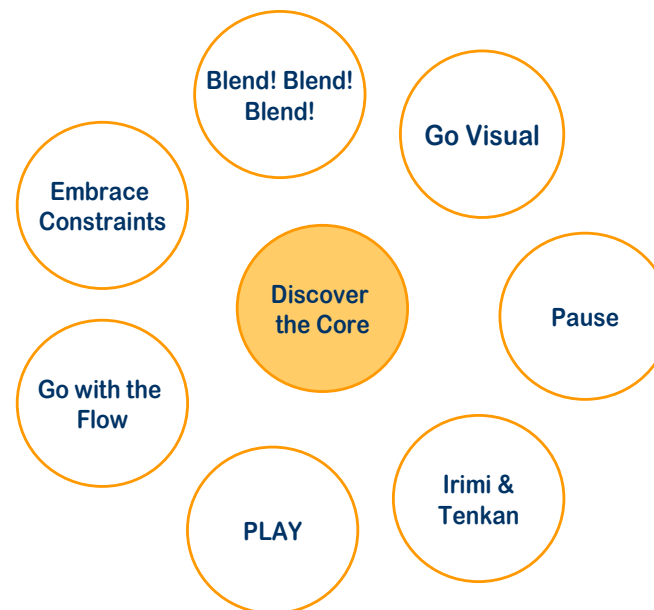 Blend! Blend!
Blend!
Go Visual
Embrace
Constraints
Discover
the Core
Pause
Go with the
Flow
Irimi &
Tenkan
PLAY